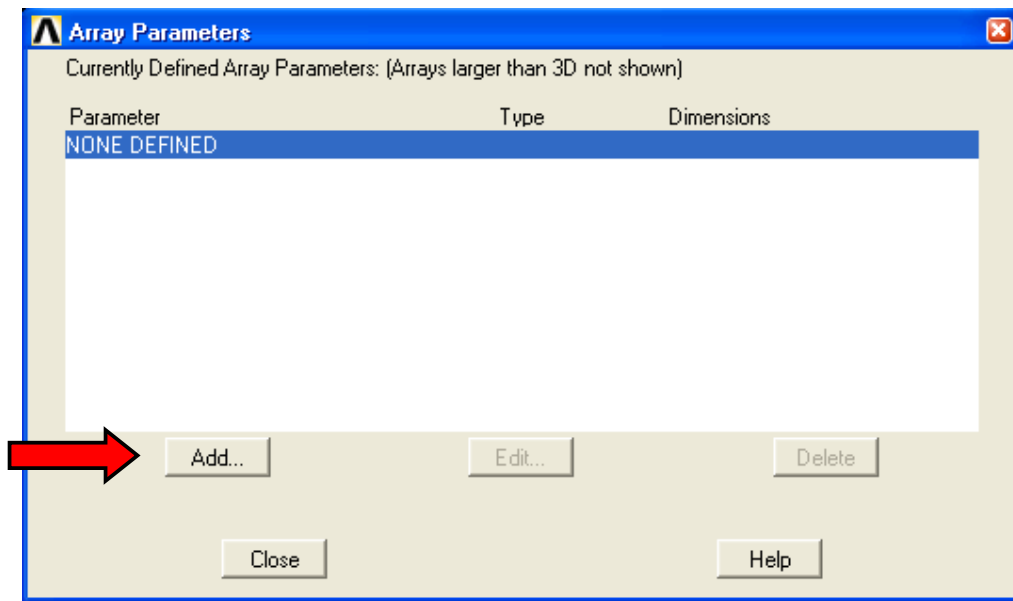 Array Parameters
Currently Defined Array Parameters: (Arrays larger than 3D not shown)
Parameter Type Dimensions
NONE DEFINED
Add... Edit... Delete
Close Help